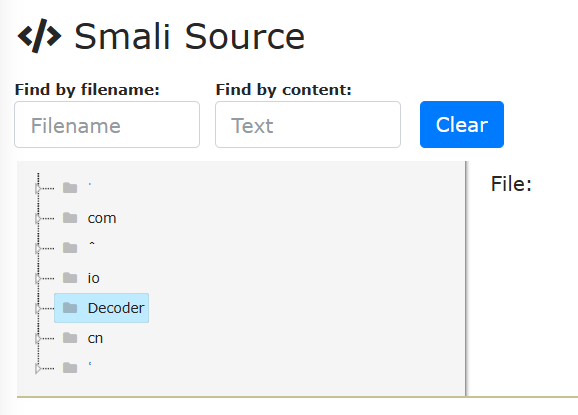 </> Smali Source
Find by filename: Find by content:
Filename Text Clear
File:
com
io
Decoder
cn